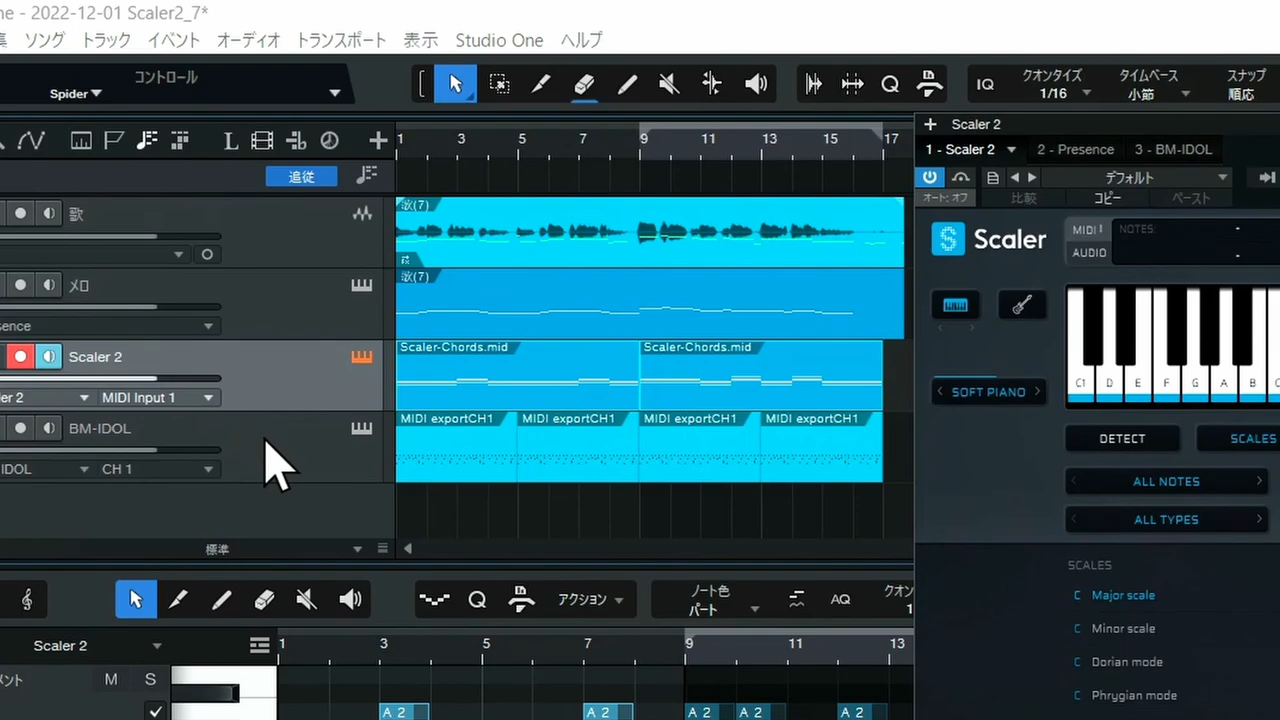 ne - 2022-12-01 Scaler2_7*
集 ソング トラック イベント オーディオ トランスポート 表示 Studio One ヘルプ
コントロール
Spider
IQ
クオンタイズ
1/16
タイムベース
小節
スナップ
順応
追従
1 3 5 7 9 11 13 15 17
歌
歌(7)
メロ
歌(7)
sence
Scaler 2
ler 2 MIDI Input 1
Scaler-Chords.mid Scaler-Chords.mid
BM-IDOL
IDOL CH 1
MIDI exportCH1 MIDI exportCH1 MIDI exportCH1 MIDI exportCH1
標準
Scaler 2
1 - Scaler 2 2 - Presence 3 - BM-IDOL
デフォルト
オート: オフ 比較 コピー ペースト
Scaler
MIDI
AUDIO
NOTES:
-
-
SOFT PIANO
C1 D E F G A B
DETECT SCALES
ALL NOTES
ALL TYPES
SCALES
C Major scale
C Minor scale
C Dorian mode
C Phrygian mode
Q アクション
ノート色
パート
AQ
クオン
1
Scaler 2
1 3 5 7 9 11 13
メント M S
A 2 A 2 A 2 A 2 A 2